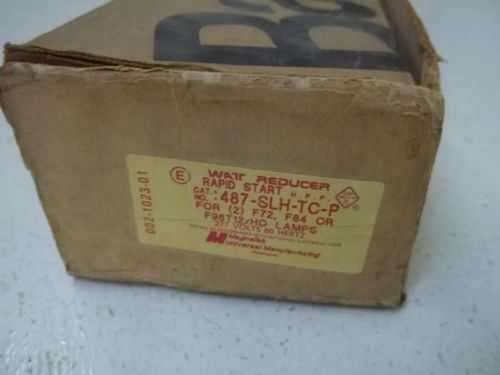 E WATT REDUCER
RAPID START H.P.F.
CAT. NO. 487-SLH-TC-P
FOR (2) F72, F84 OR
F96T12/HO LAMPS
277 VOLTS 60 HERTZ
MagneTek
Universal Manufacturing
002-1023-01